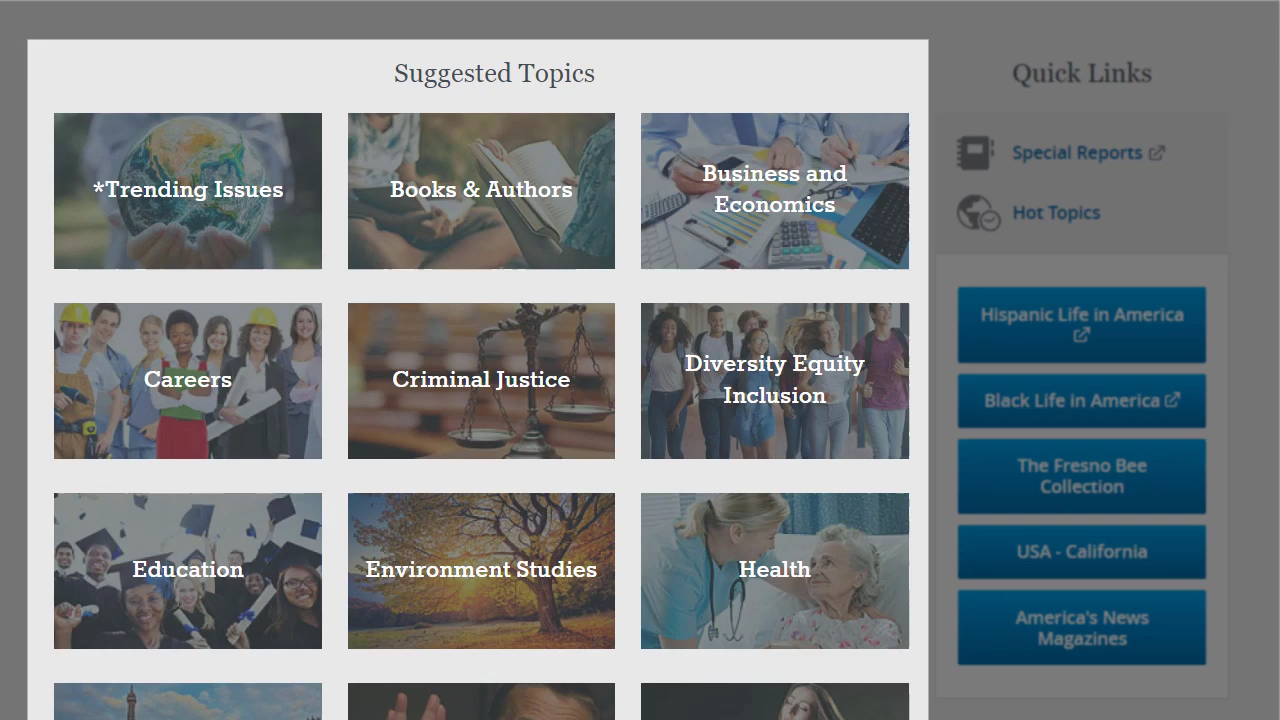 Suggested Topics
*Trending Issues
Books & Authors
Business and
Economics
Careers
Criminal Justice
Diversity Equity
Inclusion
Education
Environment Studies
Health
Quick Links
Special Reports
Hot Topics
Hispanic Life in America
Black Life in America
The Fresno Bee
Collection
USA - California
America's News
Magazines